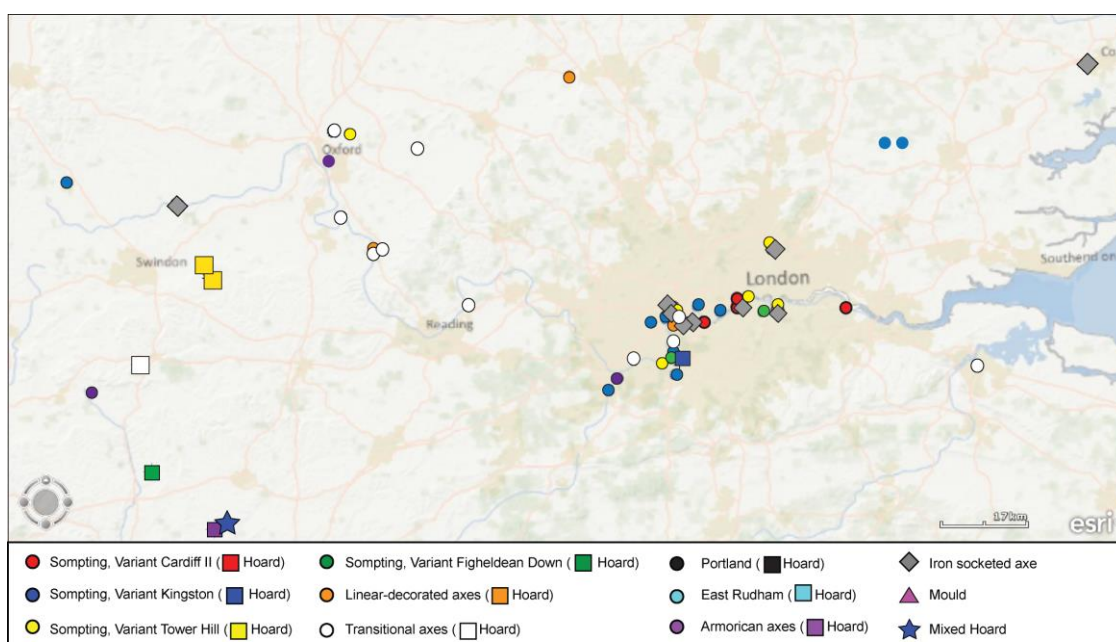 Co
Oxford
Swindon
Southend on
London
Reading
17km
esri
Sompting, Variant Cardiff II ( Hoard)
Sompting, Variant Figheldean Down ( Hoard)
Portland ( Hoard)
Iron socketed axe
Sompting, Variant Kingston ( Hoard)
Linear-decorated axes ( Hoard)
East Rudham ( Hoard)
Mould
Sompting, Variant Tower Hill ( Hoard)
Transitional axes ( Hoard)
Armorican axes ( Hoard)
Mixed Hoard